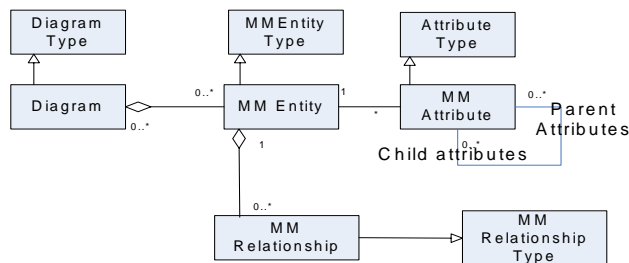 Diagram
Type
MMEntity
Type
Attribute
Type
Diagram
0..*
0..*
MM Entity
1
*
MM
Attribute
0..*
Parent
Attributes
Child attributes
0..*
1
0..*
MM
Relationship
MM
Relationship
Type